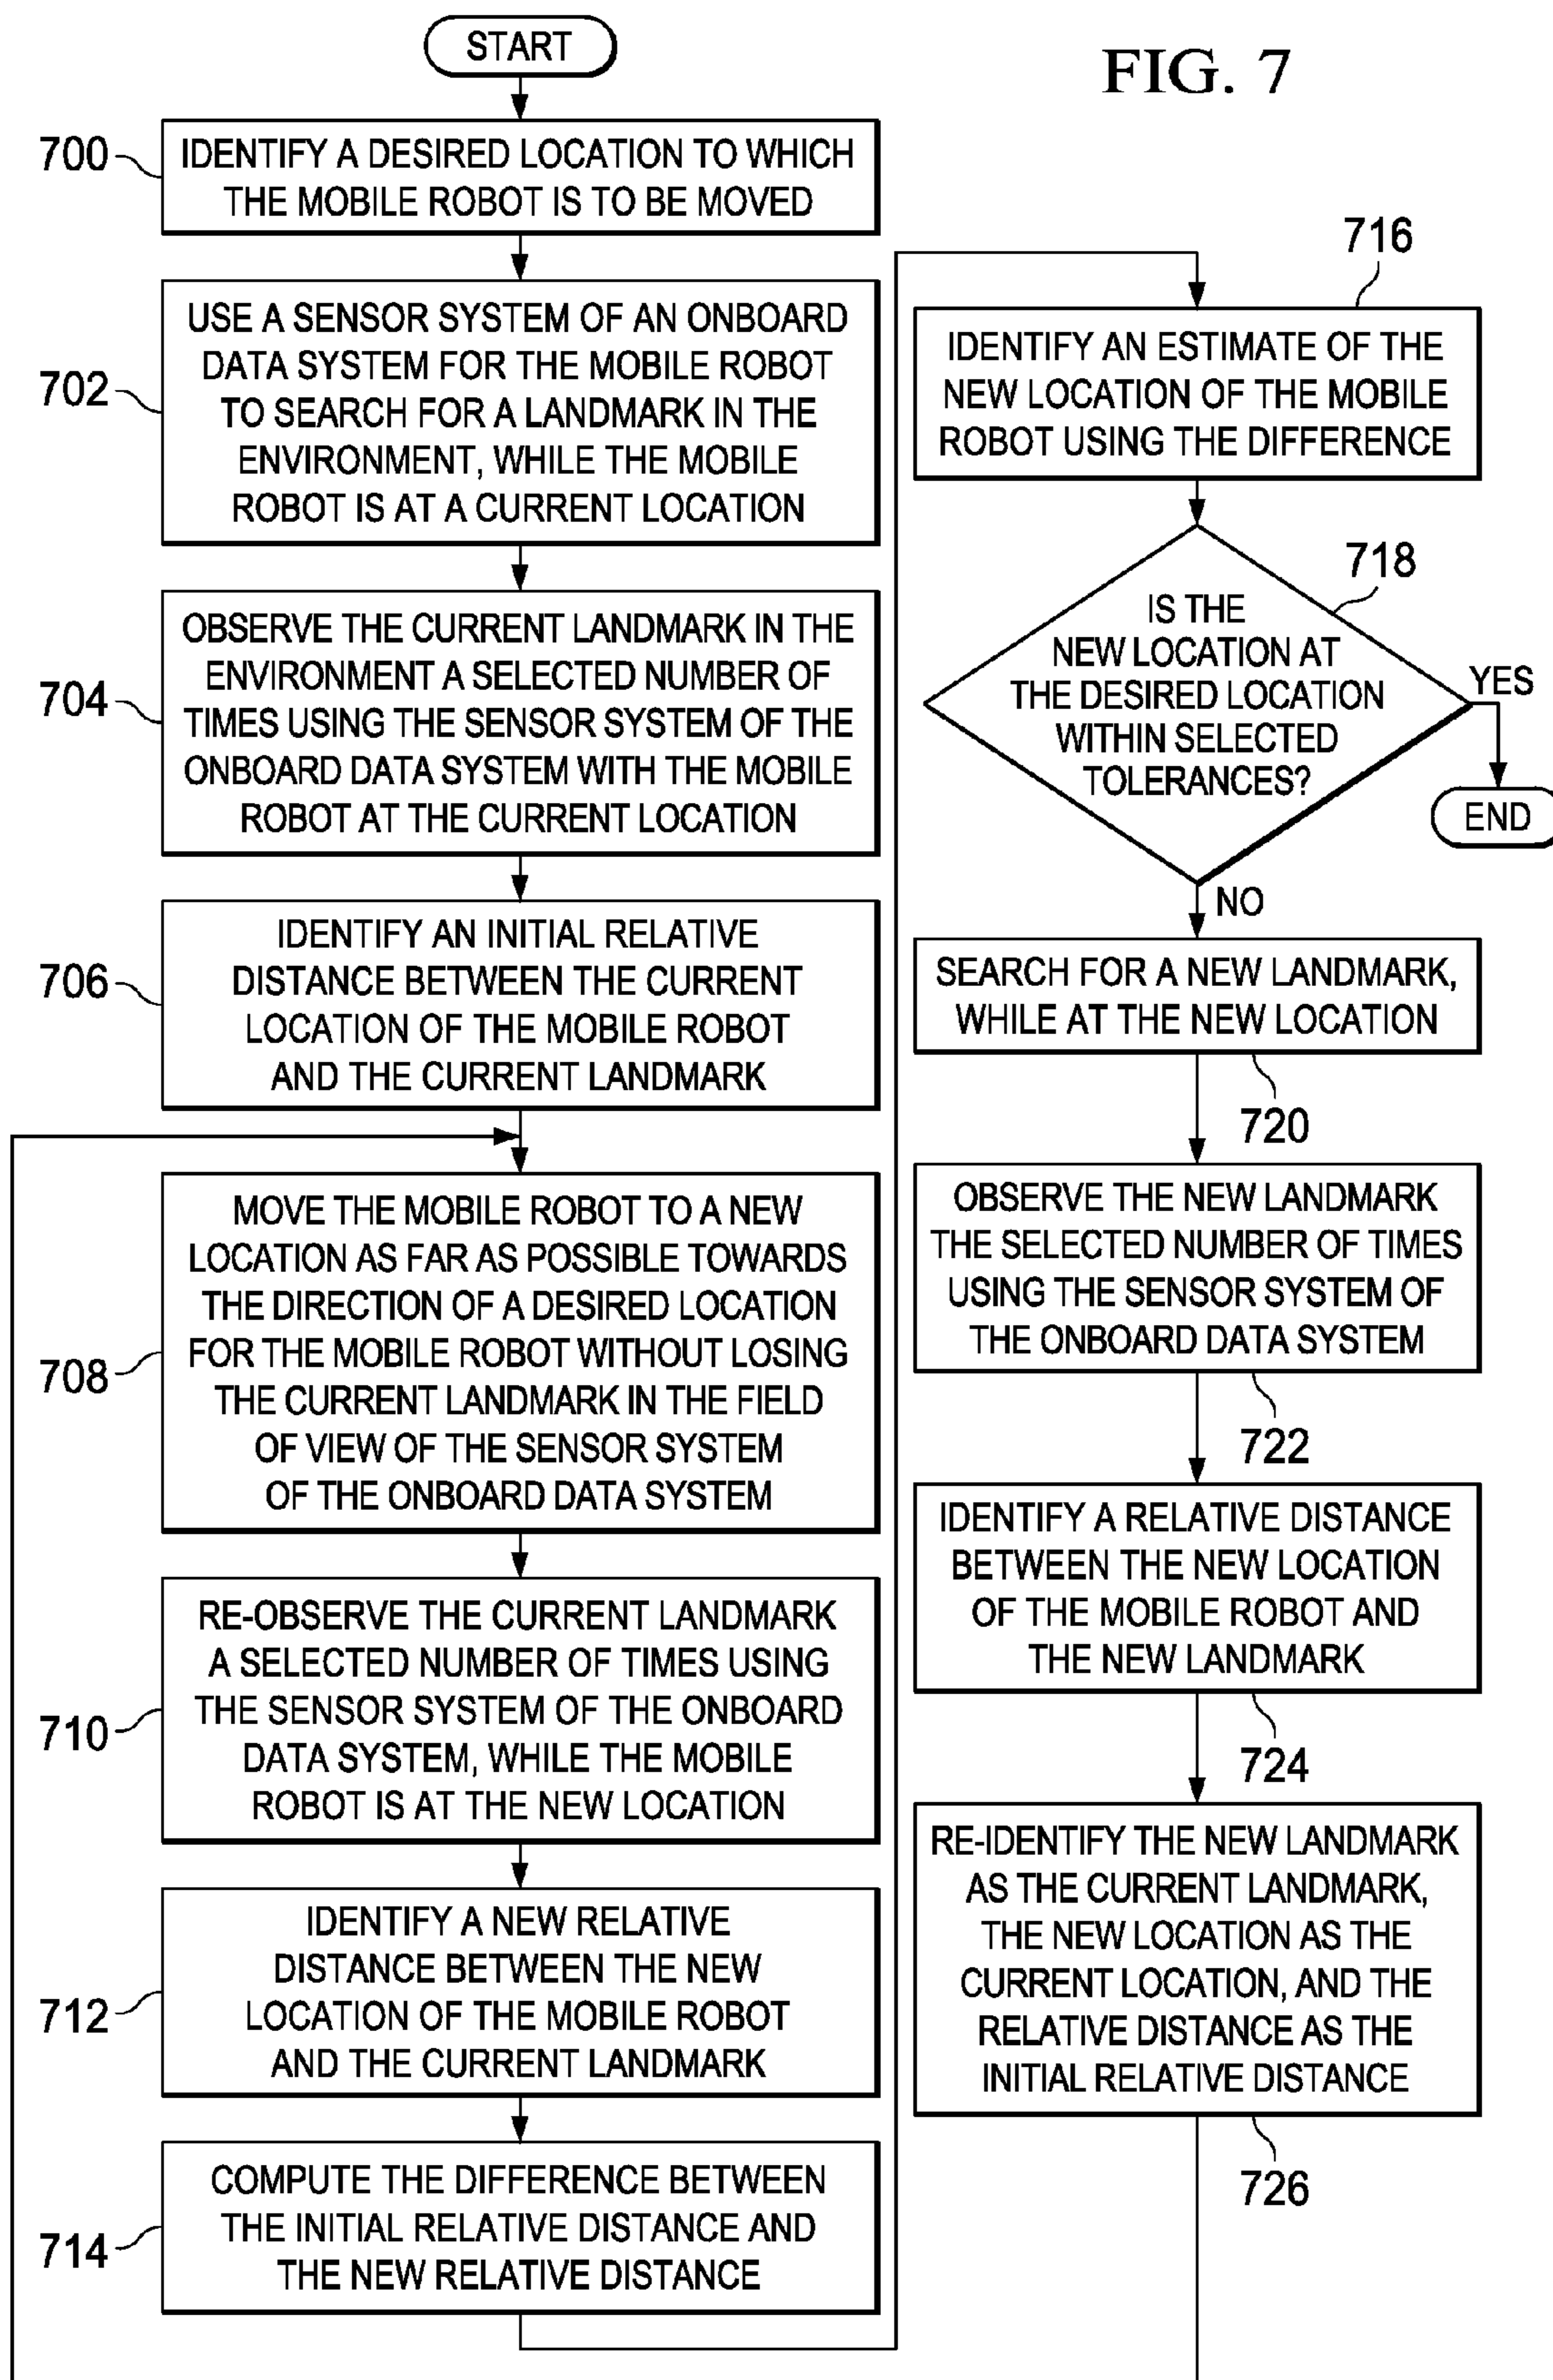 START
FIG. 7
700
IDENTIFY A DESIRED LOCATION TO WHICH
THE MOBILE ROBOT IS TO BE MOVED
702
USE A SENSOR SYSTEM OF AN ONBOARD
DATA SYSTEM FOR THE MOBILE ROBOT
TO SEARCH FOR A LANDMARK IN THE
ENVIRONMENT, WHILE THE MOBILE
ROBOT IS AT A CURRENT LOCATION
704
OBSERVE THE CURRENT LANDMARK IN THE
ENVIRONMENT A SELECTED NUMBER OF
TIMES USING THE SENSOR SYSTEM OF THE
ONBOARD DATA SYSTEM WITH THE MOBILE
ROBOT AT THE CURRENT LOCATION
706
IDENTIFY AN INITIAL RELATIVE
DISTANCE BETWEEN THE CURRENT
LOCATION OF THE MOBILE ROBOT
AND THE CURRENT LANDMARK
708
MOVE THE MOBILE ROBOT TO A NEW
LOCATION AS FAR AS POSSIBLE TOWARDS
THE DIRECTION OF A DESIRED LOCATION
FOR THE MOBILE ROBOT WITHOUT LOSING
THE CURRENT LANDMARK IN THE FIELD
OF VIEW OF THE SENSOR SYSTEM
OF THE ONBOARD DATA SYSTEM
710
RE-OBSERVE THE CURRENT LANDMARK
A SELECTED NUMBER OF TIMES USING
THE SENSOR SYSTEM OF THE ONBOARD
DATA SYSTEM, WHILE THE MOBILE
ROBOT IS AT THE NEW LOCATION
712
IDENTIFY A NEW RELATIVE
DISTANCE BETWEEN THE NEW
LOCATION OF THE MOBILE ROBOT
AND THE CURRENT LANDMARK
714
COMPUTE THE DIFFERENCE BETWEEN
THE INITIAL RELATIVE DISTANCE AND
THE NEW RELATIVE DISTANCE
716
IDENTIFY AN ESTIMATE OF THE
NEW LOCATION OF THE MOBILE
ROBOT USING THE DIFFERENCE
718
IS THE
NEW LOCATION AT
THE DESIRED LOCATION
WITHIN SELECTED
TOLERANCES?
YES
END
NO
SEARCH FOR A NEW LANDMARK,
WHILE AT THE NEW LOCATION
720
OBSERVE THE NEW LANDMARK
THE SELECTED NUMBER OF TIMES
USING THE SENSOR SYSTEM OF
THE ONBOARD DATA SYSTEM
722
IDENTIFY A RELATIVE DISTANCE
BETWEEN THE NEW LOCATION
OF THE MOBILE ROBOT AND
THE NEW LANDMARK
724
RE-IDENTIFY THE NEW LANDMARK
AS THE CURRENT LANDMARK,
THE NEW LOCATION AS THE
CURRENT LOCATION, AND THE
RELATIVE DISTANCE AS THE
INITIAL RELATIVE DISTANCE
726